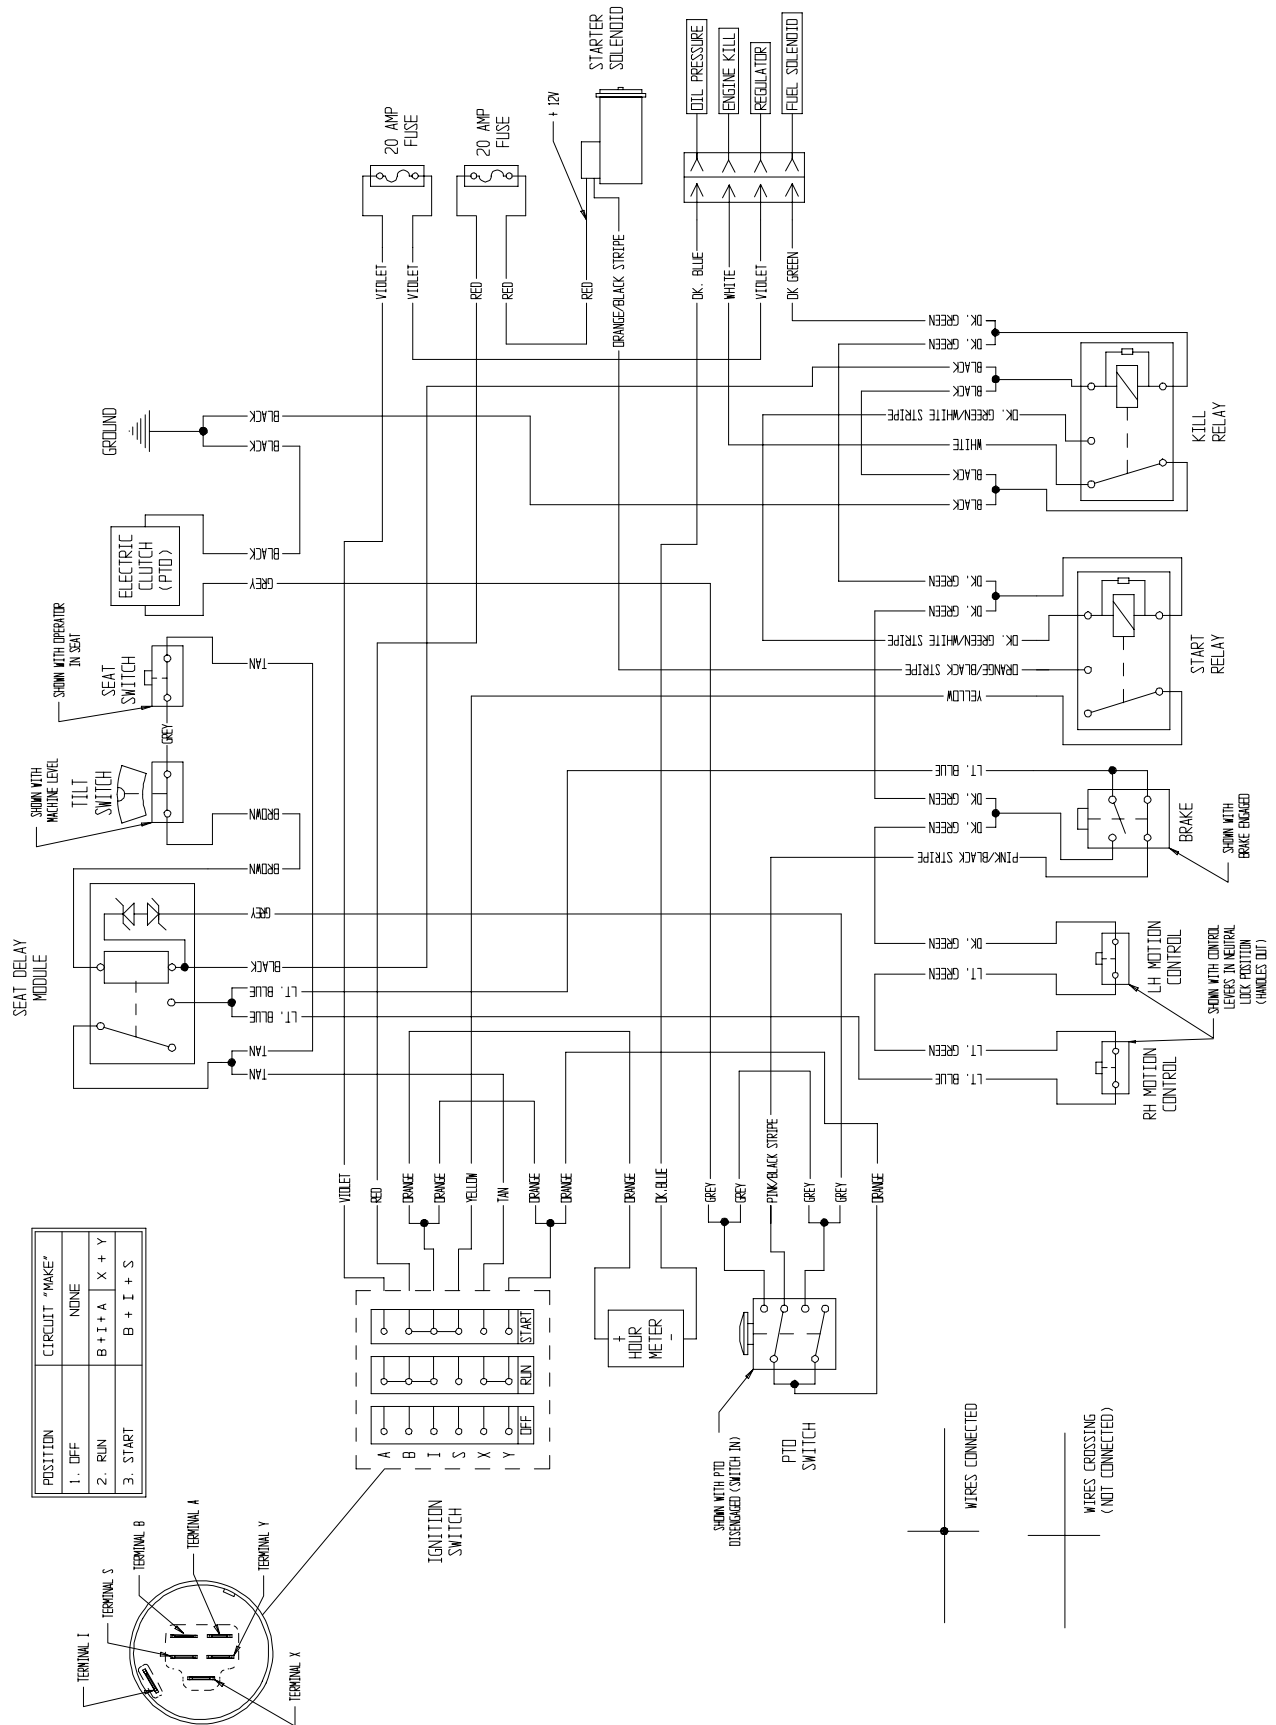 POSITION CIRCUIT "MAKE"
1. OFF NONE
2. RUN B+I+A X + Y
3. START B + I + S
TERMINAL I
TERMINAL S
TERMINAL B
TERMINAL A
TERMINAL Y
TERMINAL X
IGNITION
SWITCH
A
B
I
S
X
Y
OFF
RUN
START
VIOLET
RED
ORANGE
ORANGE
YELLOW
TAN
ORANGE
ORANGE
ORANGE
DK.BLUE
GREY
GREY
PINK/BLACK STRIPE
GREY
GREY
ORANGE
+
HOUR
METER
-
SHOWN WITH PTO
DISENGAGED (SWITCH IN)
PTO
SWITCH
WIRES CONNECTED
WIRES CROSSING
(NOT CONNECTED)
SEAT DELAY
MODULE
SHOWN WITH
MACHINE LEVEL
TILT
SWITCH
GREY
SHOWN WITH OPERATOR
IN SEAT
SEAT
SWITCH
ELECTRIC
CLUTCH
(PTO)
GROUND
TAN
TAN
LT. BLUE
LT. BLUE
BLACK
GREY
BROWN
BROWN
TAN
GREY
BLACK
BLACK
BLACK
VIOLET
VIOLET
RED
RED
RED
ORANGE/BLACK STRIPE
DK. BLUE
WHITE
VIOLET
DK GREEN
20 AMP
FUSE
20 AMP
FUSE
+ 12V
STARTER
SOLENOID
OIL PRESSURE
ENGINE KILL
REGULATOR
FUEL SOLENOID
DK. GREEN
DK. GREEN
BLACK
BLACK
DK. GREEN/WHITE STRIPE
WHITE
BLACK
BLACK
KILL
RELAY
DK. GREEN
DK. GREEN
DK. GREEN/WHITE STRIPE
ORANGE/BLACK STRIPE
YELLOW
START
RELAY
LT. BLUE
DK. GREEN
DK. GREEN
PINK/BLACK STRIPE
BRAKE
SHOWN WITH
BRAKE ENGAGED
DK. GREEN
LT. GREEN
LH MOTION
CONTROL
LT. GREEN
LT. BLUE
RH MOTION
CONTROL
SHOWN WITH CONTROL
LEVERS IN NEUTRAL
LOCK POSITION
(HANDLES OUT)